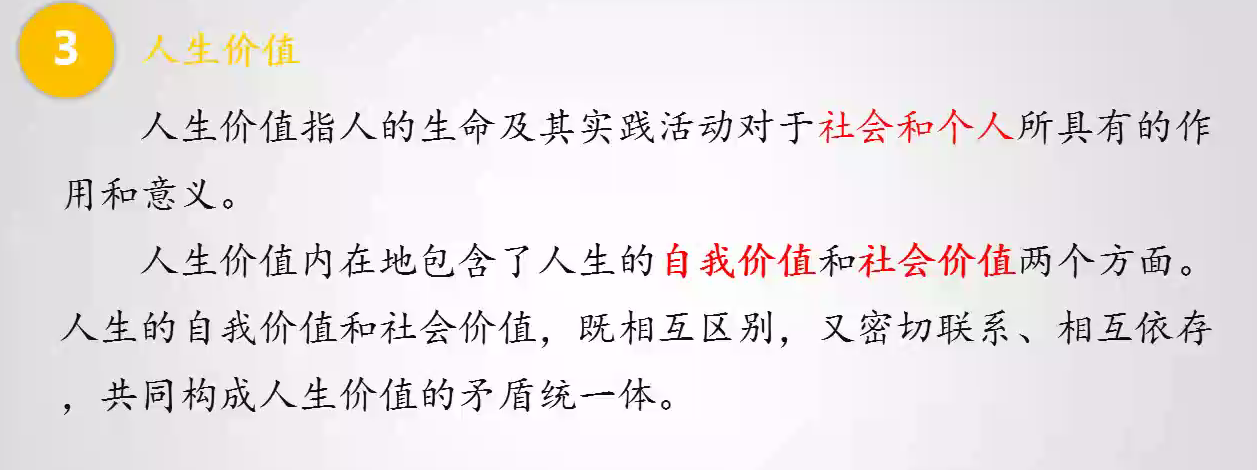 3 人生价值
人生价值指人的生命及其实践活动对于社会和个人所具有的作
用和意义。
人生价值内在地包含了人生的自我价值和社会价值两个方面。
人生的自我价值和社会价值，既相互区别，又密切联系、相互依存
，共同构成人生价值的矛盾统一体。